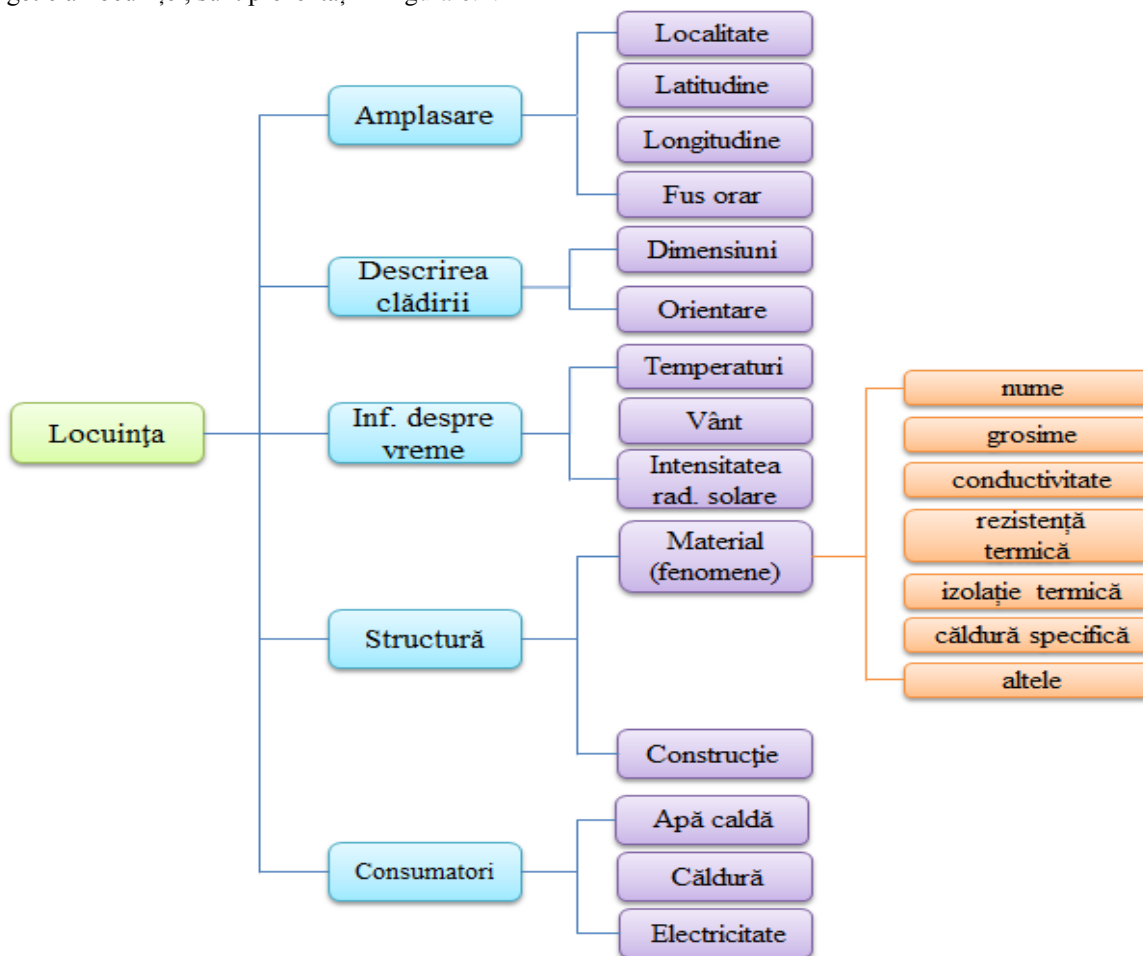 Localitate
Latitudine
Amplasare
Longitudine
Fus orar
Dimensiuni
Descrirea
clădirii
Orientare
Temperaturi
Locuinţa
Inf. despre
vreme
Vânt
Intensitatea
rad. solare
nume
grosime
conductivitate
rezistență
termică
izolație termică
căldură specifică
altele
Material
(fenomene)
Structură
Construcţie
Apă caldă
Consumatori
Căldură
Electricitate